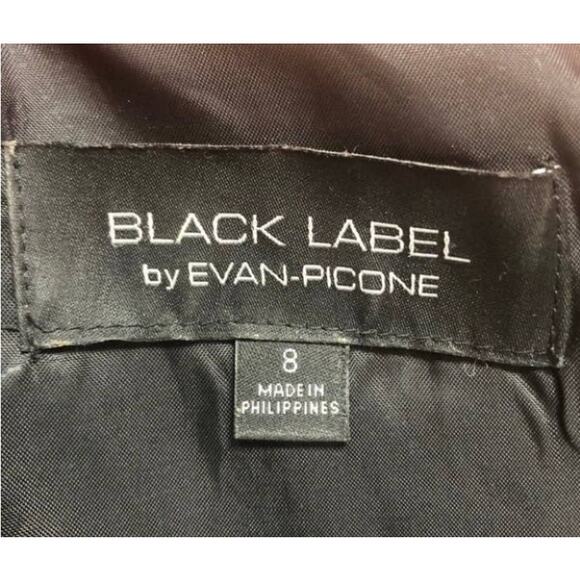 BLACK LABEL
by EVAN-PICONE
8
MADE IN
PHILIPPINES